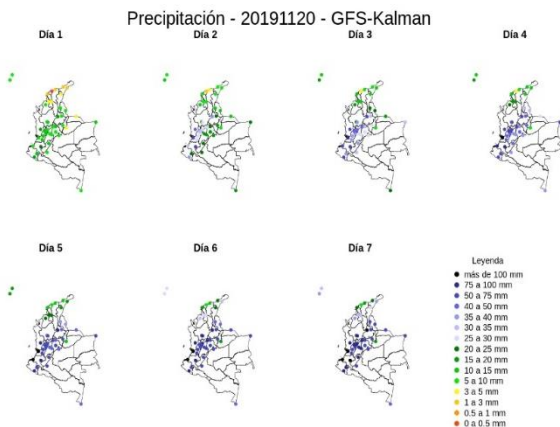 Precipitación - 20191120 - GFS-Kalman
Día 1
Día 2
Día 3
Día 4
Día 5
Día 6
Día 7
Leyenda
más de 100 mm
75 a 100 mm
50 a 75 mm
40 a 50 mm
35 a 40 mm
30 a 35 mm
25 a 30 mm
20 a 25 mm
15 a 20 mm
10 a 15 mm
5 a 10 mm
3 a 5 mm
1 a 3 mm
0.5 a 1 mm
0 a 0.5 mm